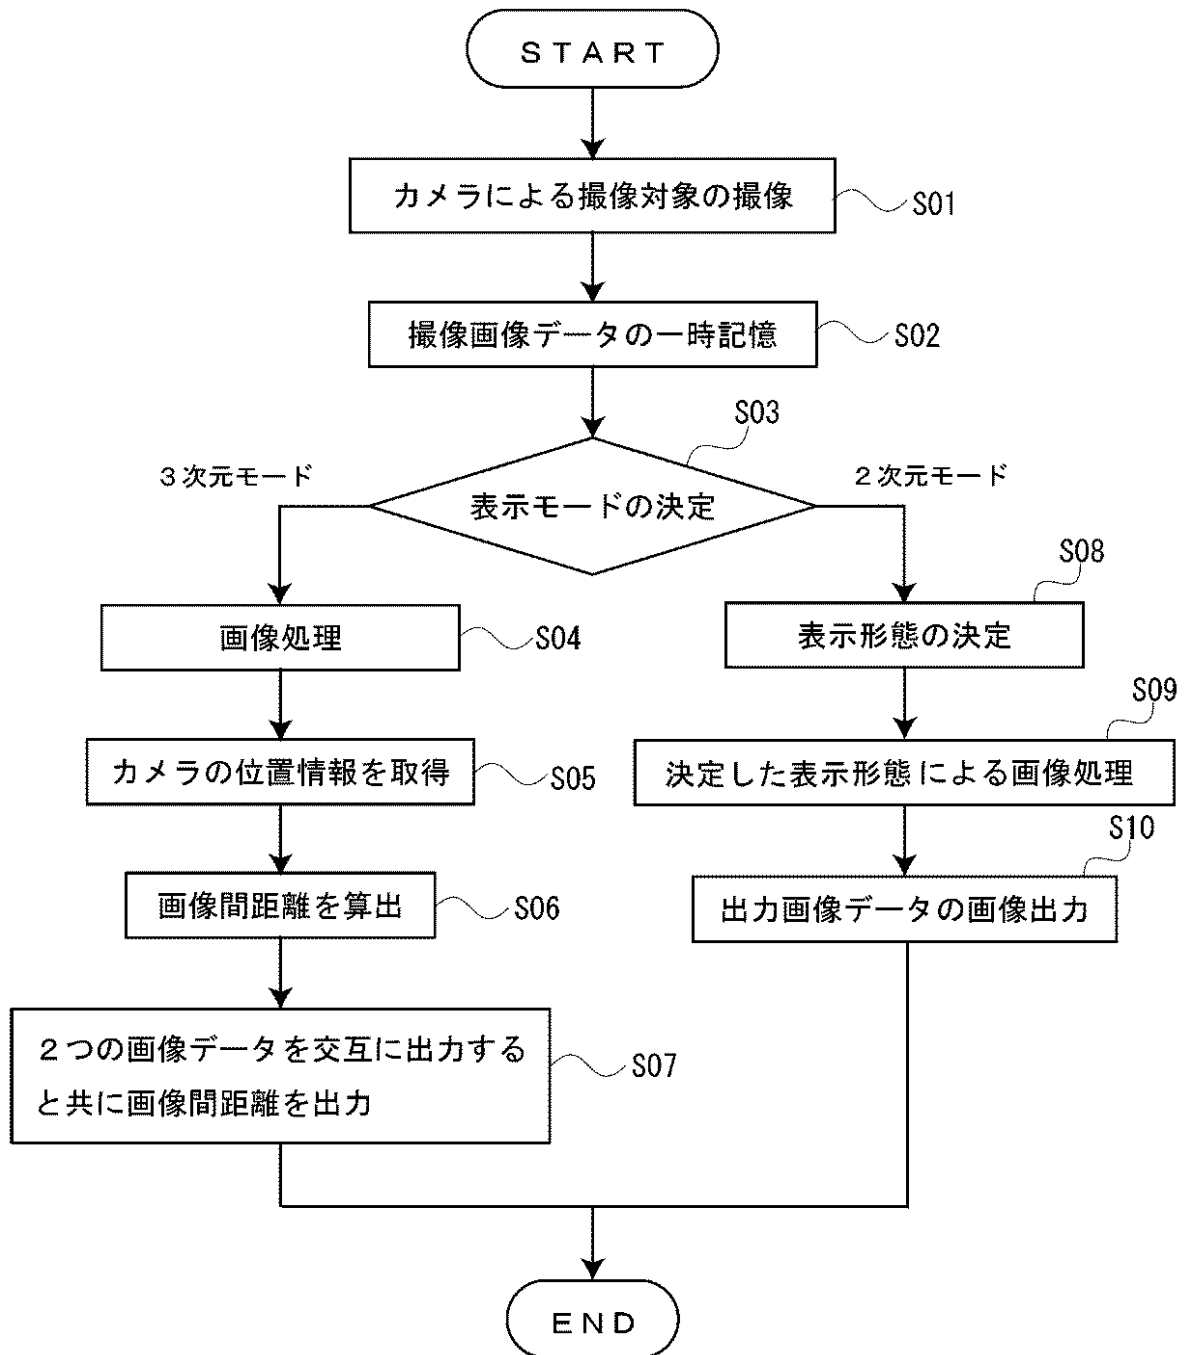 START
カメラによる撮像対象の撮像
S01
撮像画像データの一時記憶
S02
S03
3次元モード
表示モードの決定
2次元モード
画像処理
S04
カメラの位置情報を取得
S05
画像間距離を算出
S06
2つの画像データを交互に出力する
と共に画像間距離を出力
S07
S08
表示形態の決定
S09
決定した表示形態による画像処理
S10
出力画像データの画像出力
END